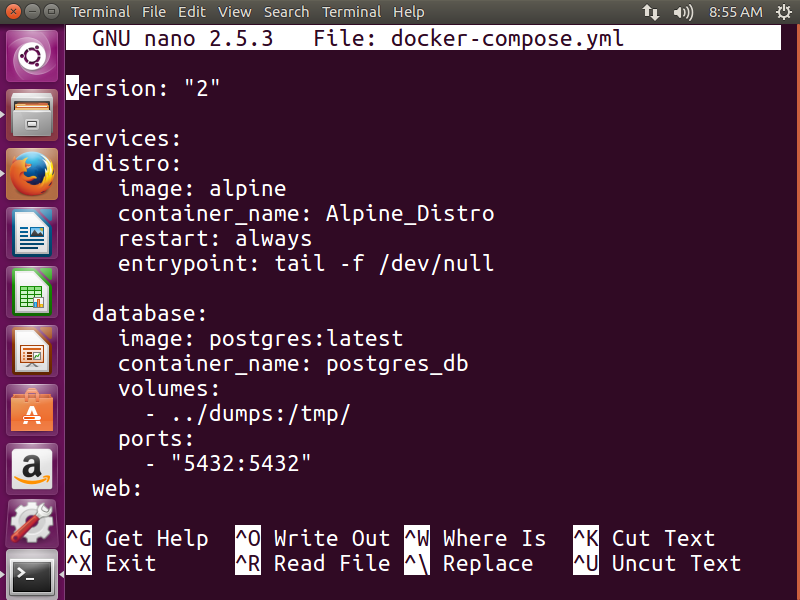 Terminal File Edit View Search Terminal Help 8:55 AM
GNU nano 2.5.3 File: docker-compose.yml
version: "2"
services:
distro:
image: alpine
container_name: Alpine_Distro
restart: always
entrypoint: tail -f /dev/null
database:
image: postgres:latest
container_name: postgres_db
volumes:
- ../dumps:/tmp/
ports:
- "5432:5432"
web:
^G Get Help ^O Write Out ^W Where Is ^K Cut Text
^X Exit ^R Read File ^\ Replace ^U Uncut Text